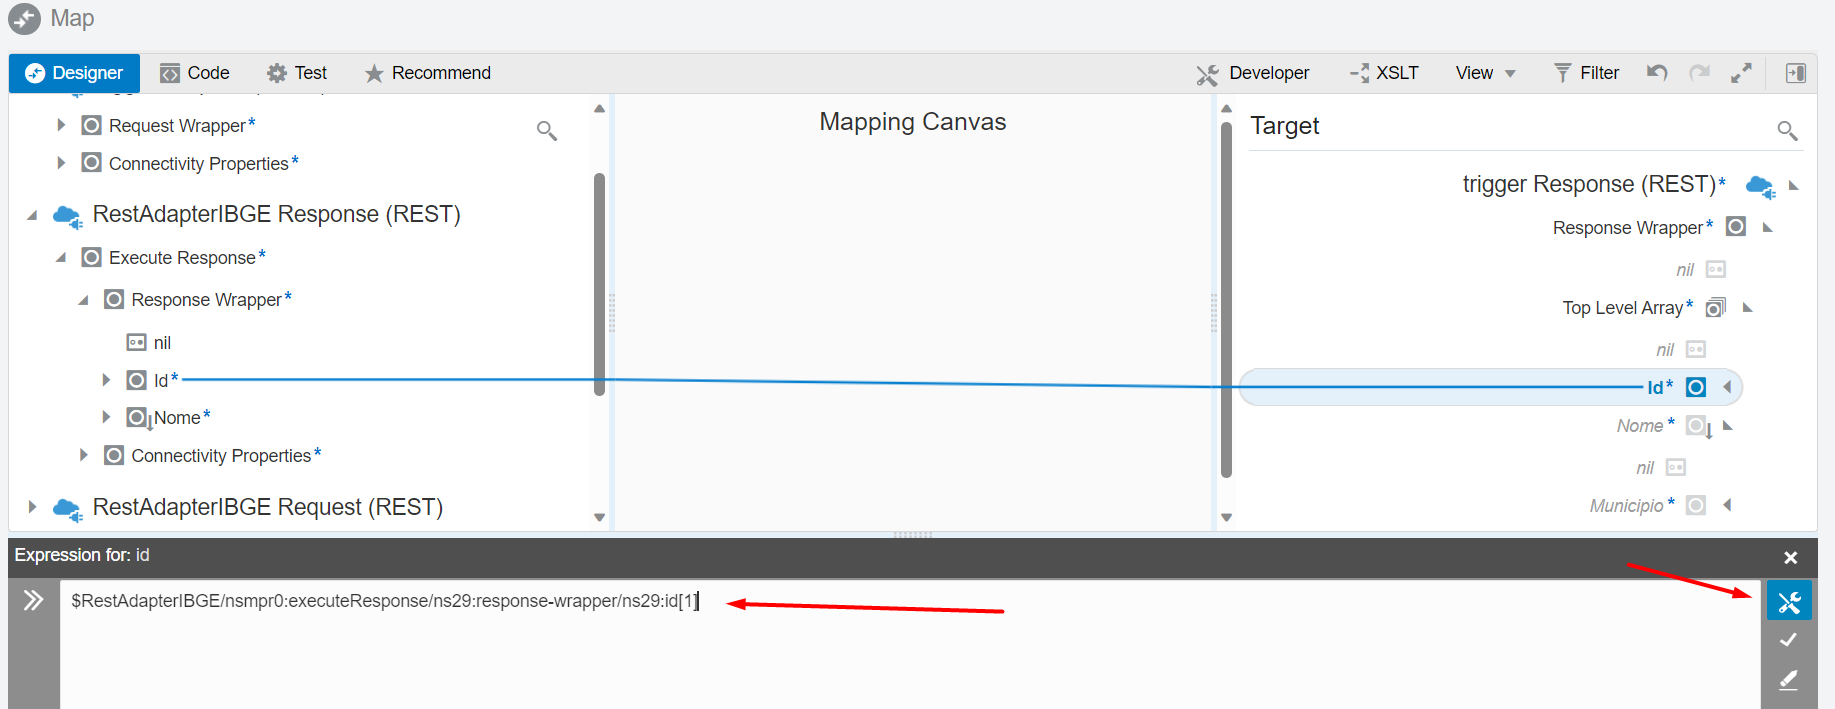 Map
Designer Code Test Recommend Developer XSLT View Filter
Request Wrapper*
Connectivity Properties*
RestAdapterIBGE Response (REST)
Execute Response*
Response Wrapper*
nil
Id*
Nome*
Connectivity Properties*
RestAdapterIBGE Request (REST)
Mapping Canvas
Target
trigger Response (REST)*
Response Wrapper*
nil
Top Level Array*
nil
Id*
Nome*
nil
Municipio*
Expression for: id
$RestAdapterIBGE/nsmpr0:executeResponse/ns29:response-wrapper/ns29:id[1]